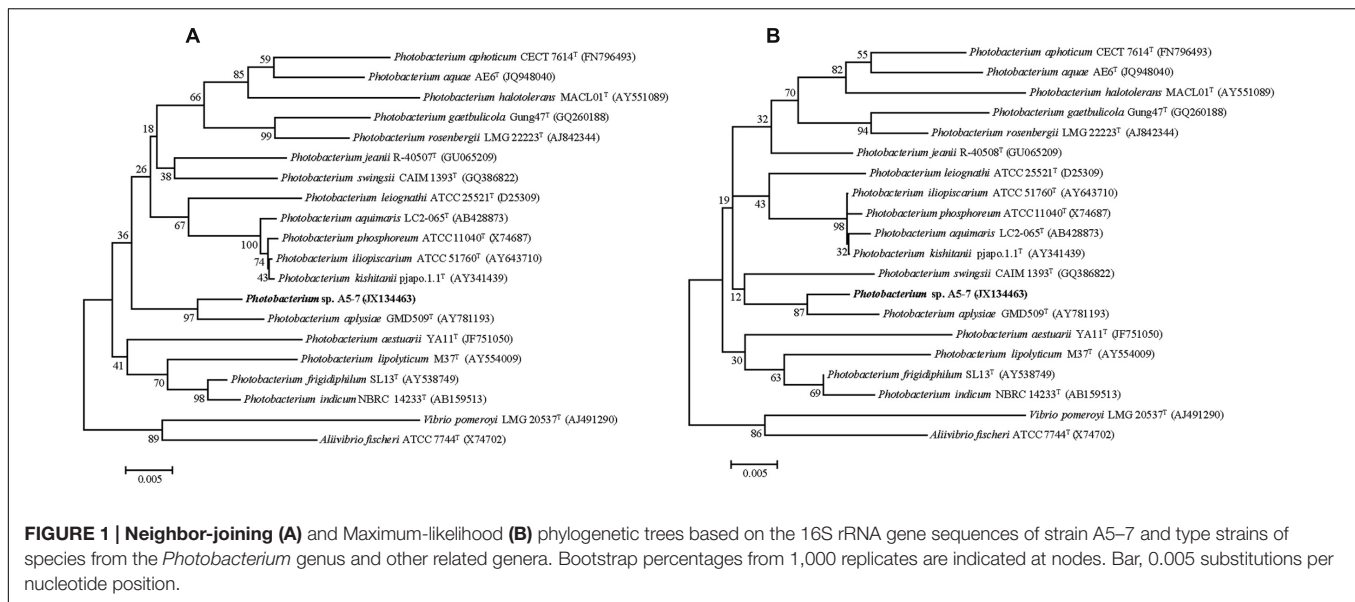 A
59
Photobacterium aphoticum CECT 7614T (FN796493)
85
Photobacterium aquae AE6T (JQ948040)
66
Photobacterium halotolerans MACL01T (AY551089)
Photobacterium gaetbulicola Gung47T (GQ260188)
18
99
Photobacterium rosenbergii LMG 22223T (AJ842344)
Photobacterium jeanii R-40507T (GU065209)
26
38
Photobacterium swingsii CAIM 1393T (GQ386822)
Photobacterium leiognathi ATCC 25521T (D25309)
67
Photobacterium aquimaris LC2-065T (AB428873)
36
100
Photobacterium phosphoreum ATCC11040T (X74687)
74
Photobacterium iliopiscarium ATCC 51760T (AY643710)
43
Photobacterium kishitanii pjapo.1.1T (AY341439)
Photobacterium sp. A5-7 (JX134463)
97
Photobacterium aplysiae GMD509T (AY781193)
Photobacterium aestuarii YA11T (JF751050)
41
Photobacterium lipolyticum M37T (AY554009)
70
Photobacterium frigidiphilum SL13T (AY538749)
98
Photobacterium indicum NBRC 14233T (AB159513)
Vibrio pomeroyi LMG 20537T (AJ491290)
89
Aliivibrio fischeri ATCC 7744T (X74702)
0.005
B
55
Photobacterium aphoticum CECT 7614T (FN796493)
82
Photobacterium aquae AE6T (JQ948040)
70
Photobacterium halotolerans MACL01T (AY551089)
Photobacterium gaetbulicola Gung47T (GQ260188)
32
94
Photobacterium rosenbergii LMG 22223T (AJ842344)
Photobacterium jeanii R-40508T (GU065209)
Photobacterium leiognathi ATCC 25521T (D25309)
43
Photobacterium iliopiscarium ATCC 51760T (AY643710)
19
Photobacterium phosphoreum ATCC11040T (X74687)
98
Photobacterium aquimaris LC2-065T (AB428873)
32
Photobacterium kishitanii pjapo.1.1T (AY341439)
Photobacterium swingsii CAIM 1393T (GQ386822)
12
Photobacterium sp. A5-7 (JX134463)
87
Photobacterium aplysiae GMD509T (AY781193)
Photobacterium aestuarii YA11T (JF751050)
30
Photobacterium lipolyticum M37T (AY554009)
63
Photobacterium frigidiphilum SL13T (AY538749)
69
Photobacterium indicum NBRC 14233T (AB159513)
Vibrio pomeroyi LMG 20537T (AJ491290)
86
Aliivibrio fischeri ATCC 7744T (X74702)
0.005
FIGURE 1 | Neighbor-joining (A) and Maximum-likelihood (B) phylogenetic trees based on the 16S rRNA gene sequences of strain A5–7 and type strains of
species from the Photobacterium genus and other related genera. Bootstrap percentages from 1,000 replicates are indicated at nodes. Bar, 0.005 substitutions per
nucleotide position.